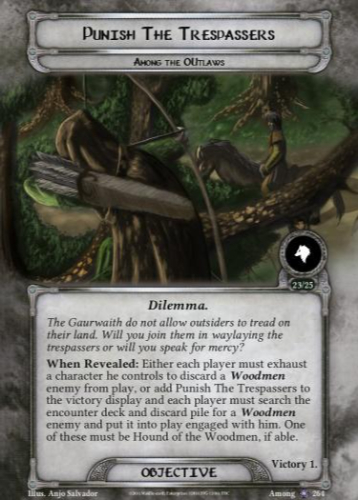 Punish The Trespassers
Among the OUtlaws
23/25
Dilemma.
The Gaurwaith do not allow outsiders to tread on
their land. Will you join them in waylaying the
trespassers or will you speak for mercy?
When Revealed: Either each player must exhaust
a character he controls to discard a Woodmen
enemy from play, or add Punish The Trespassers to
the victory display and each player must search the
encounter deck and discard pile for a Woodmen
enemy and put it into play engaged with him. One
of these must be Hound of the Woodmen, if able.
Victory 1.
OBJECTIVE
Illus. Anjo Salvador
Among 284